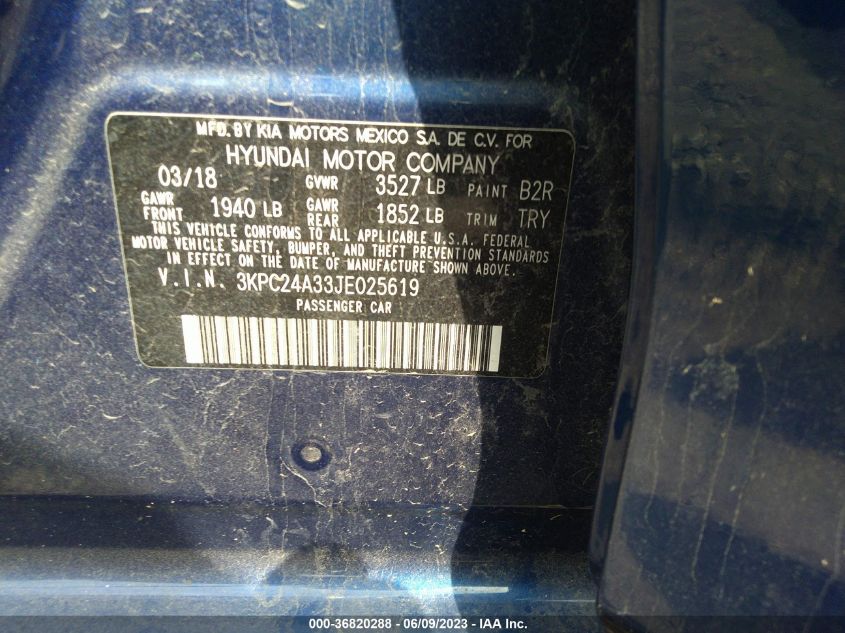 MFD. BY KIA MOTORS MEXICO S.A. DE C.V. FOR
HYUNDAI MOTOR COMPANY
03/18 GVWR 3527 LB PAINT B2R
GAWR FRONT 1940 LB GAWR REAR 1852 LB TRIM TRY
THIS VEHICLE CONFORMS TO ALL APPLICABLE U.S.A. FEDERAL
MOTOR VEHICLE SAFETY, BUMPER, AND THEFT PREVENTION STANDARDS
IN EFFECT ON THE DATE OF MANUFACTURE SHOWN ABOVE.
V.I.N. 3KPC24A33JE025619
PASSENGER CAR
000-36820288 - 06/09/2023 - IAA Inc.